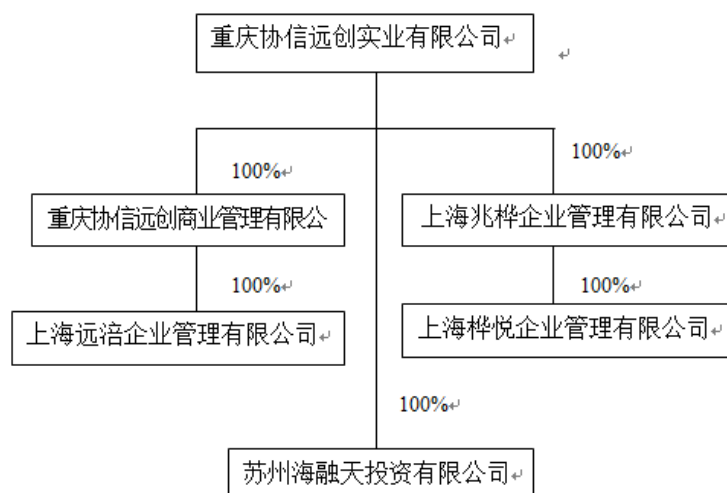 重庆协信远创实业有限公司
100%
100%
重庆协信远创商业管理有限公
上海兆桦企业管理有限公司
100%
100%
上海远涪企业管理有限公司
上海桦悦企业管理有限公司
100%
苏州海融天投资有限公司